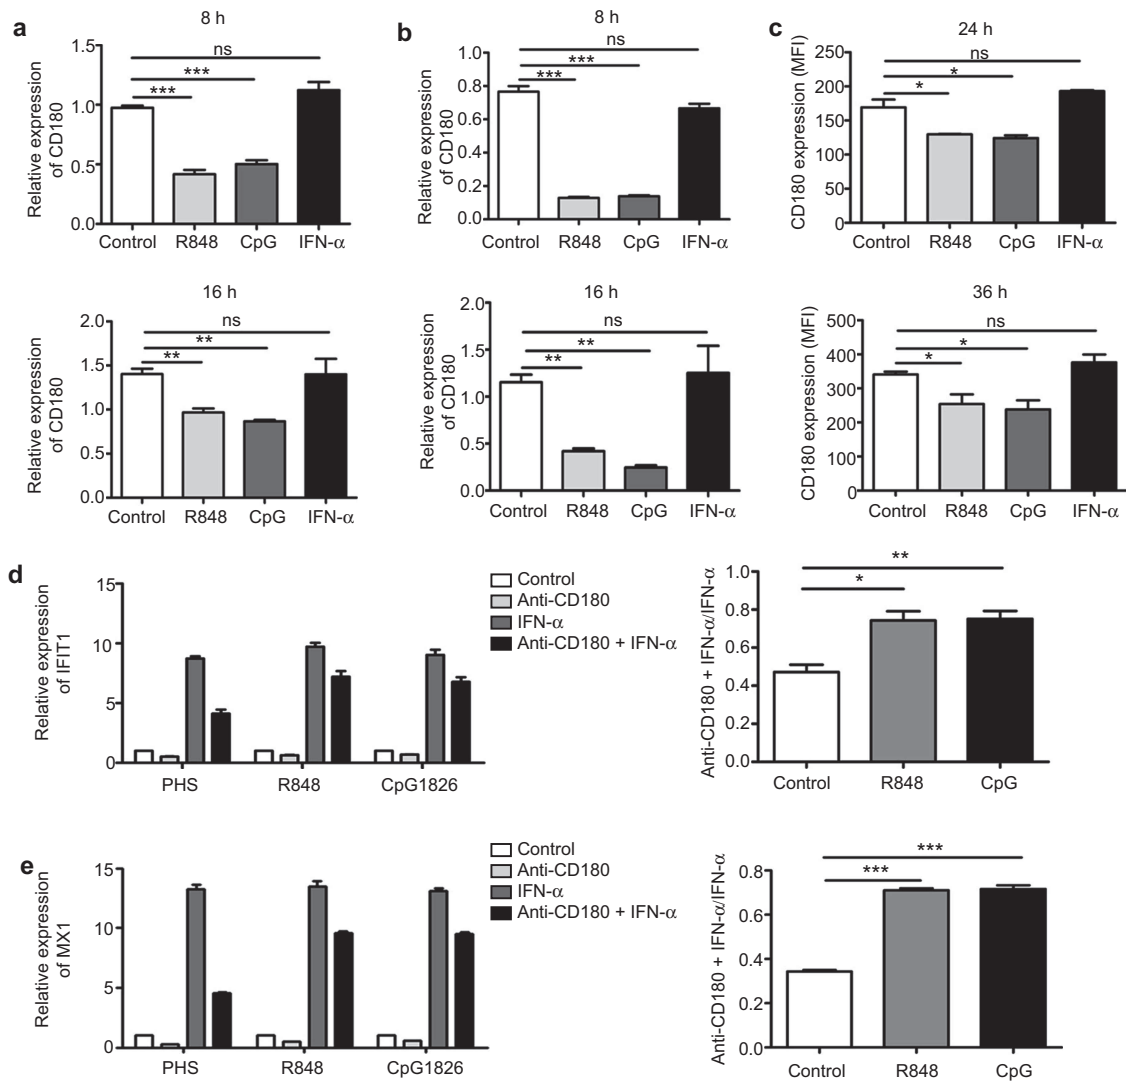 a
8 h
Relative expression
of CD180
1.5
1.0
0.5
0.0
ns
***
***
Control R848 CpG IFN-α
b
8 h
Relative expression
of CD180
1.0
0.8
0.6
0.4
0.2
0.0
ns
***
***
Control R848 CpG IFN-α
c
24 h
CD180 expression (MFI)
250
200
150
100
50
0
ns
*
*
Control R848 CpG IFN-α
16 h
Relative expression
of CD180
2.0
1.5
1.0
0.5
0.0
ns
**
**
Control R848 CpG IFN-α
16 h
Relative expression
of CD180
2.0
1.5
1.0
0.5
0.0
ns
**
**
Control R848 CpG IFN-α
36 h
CD180 expression (MFI)
500
400
300
200
100
0
ns
*
*
Control R848 CpG IFN-α
d
Relative expression
of IFIT1
15
10
5
0
PHS R848 CpG1826
Control
Anti-CD180
IFN-α
Anti-CD180 + IFN-α
Anti-CD180 + IFN-α/IFN-α
1.0
0.8
0.6
0.4
0.2
0.0
**
*
Control R848 CpG
e
Relative expression
of MX1
15
10
5
0
PHS R848 CpG1826
Control
Anti-CD180
IFN-α
Anti-CD180 + IFN-α
Anti-CD180 + IFN-α/IFN-α
0.8
0.6
0.4
0.2
0.0
***
***
Control R848 CpG